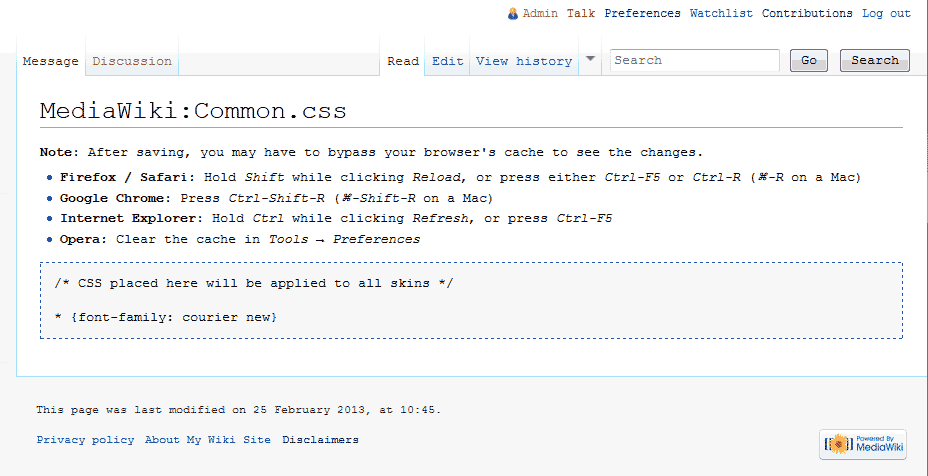 Admin Talk Preferences Watchlist Contributions Log out
Message Discussion Read Edit View history Search Go Search
MediaWiki:Common.css
Note: After saving, you may have to bypass your browser's cache to see the changes.
• Firefox / Safari: Hold Shift while clicking Reload, or press either Ctrl-F5 or Ctrl-R (⌘-R on a Mac)
• Google Chrome: Press Ctrl-Shift-R (⌘-Shift-R on a Mac)
• Internet Explorer: Hold Ctrl while clicking Refresh, or press Ctrl-F5
• Opera: Clear the cache in Tools → Preferences
/* CSS placed here will be applied to all skins */
* {font-family: courier new}
This page was last modified on 25 February 2013, at 10:45.
Privacy policy About My Wiki Site Disclaimers
Powered By
MediaWiki